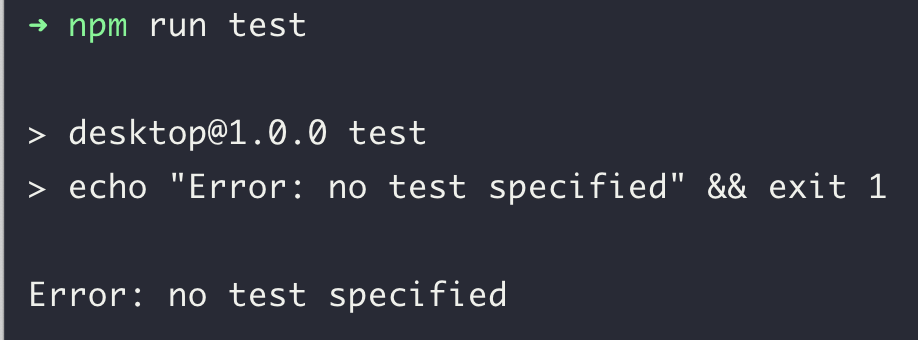 ➜ npm run test
> desktop@1.0.0 test
> echo "Error: no test specified" && exit 1
Error: no test specified